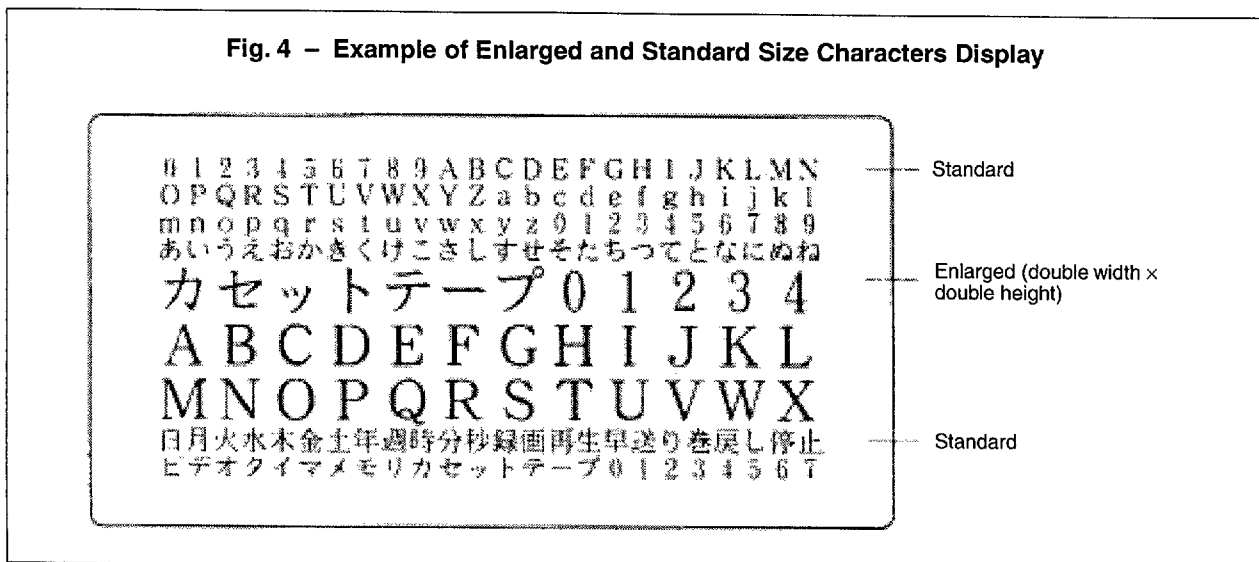 Fig. 4 – Example of Enlarged and Standard Size Characters Display
0 1 2 3 4 5 6 7 8 9 A B C D E F G H I J K L M N
Standard
O P Q R S T U V W X Y Z a b c d e f g h i j k l
m n o p q r s t u v w x y z 0 1 2 3 4 5 6 7 8 9
あいうえおかきくけこさしすせそたちつてとなにぬね
カセットテープ0 1 2 3 4
Enlarged (double width ×
double height)
A B C D E F G H I J K L
M N O P Q R S T U V W X
日月火水木金土年週時分秒録画再生早送り巻戻し停止
Standard
ビデオタイマメモリカセットテープ0 1 2 3 4 5 6 7